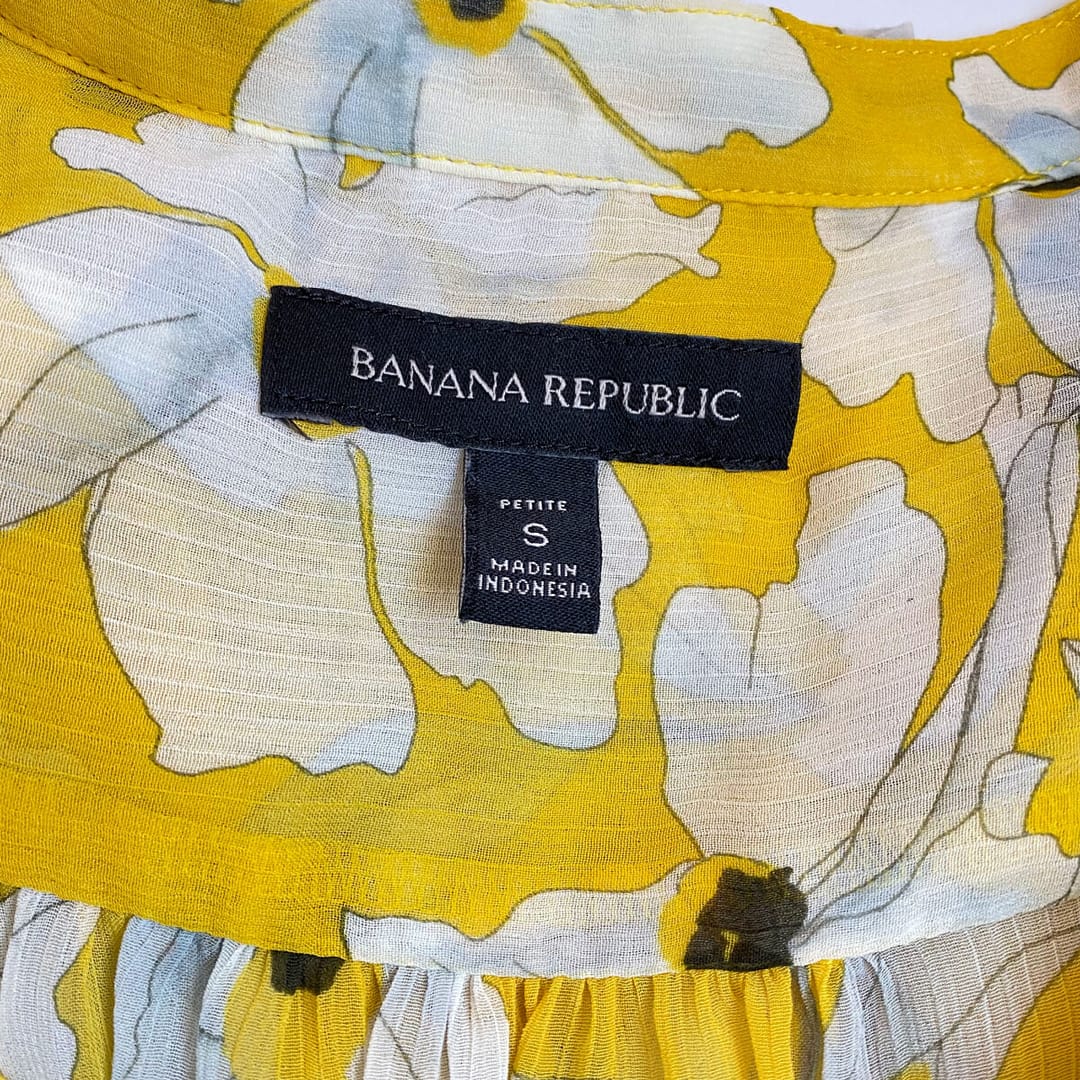 BANANA REPUBLIC
PETITE
S
MADE IN
INDONESIA